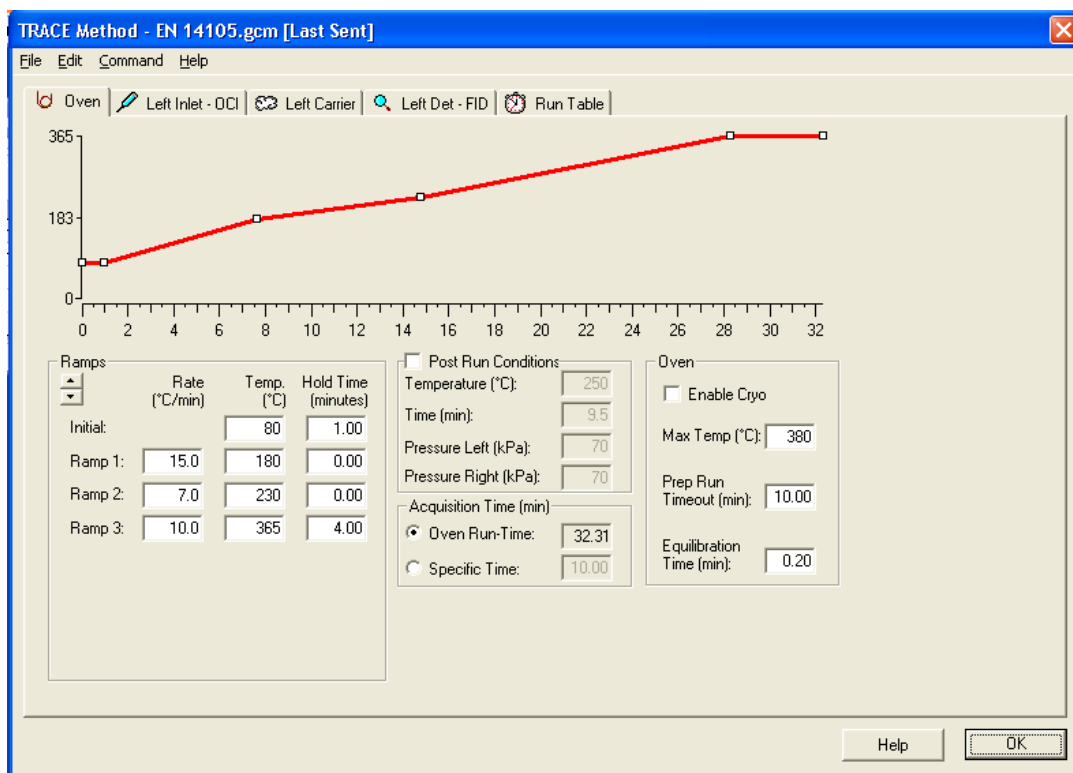 TRACE Method - EN 14105.gcm [Last Sent]
File Edit Command Help
Oven Left Inlet - OCI Left Carrier Left Det - FID Run Table
365
183
0
0 2 4 6 8 10 12 14 16 18 20 22 24 26 28 30 32
Ramps
Rate (°C/min) Temp. (°C) Hold Time (minutes)
Initial: 80 1.00
Ramp 1: 15.0 180 0.00
Ramp 2: 7.0 230 0.00
Ramp 3: 10.0 365 4.00
Post Run Conditions
Temperature (°C): 250
Time (min): 9.5
Pressure Left (kPa): 70
Pressure Right (kPa): 70
Acquisition Time (min)
Oven Run-Time: 32.31
Specific Time: 10.00
Oven
Enable Cryo
Max Temp (°C): 380
Prep Run
Timeout (min): 10.00
Equilibration
Time (min): 0.20
Help OK